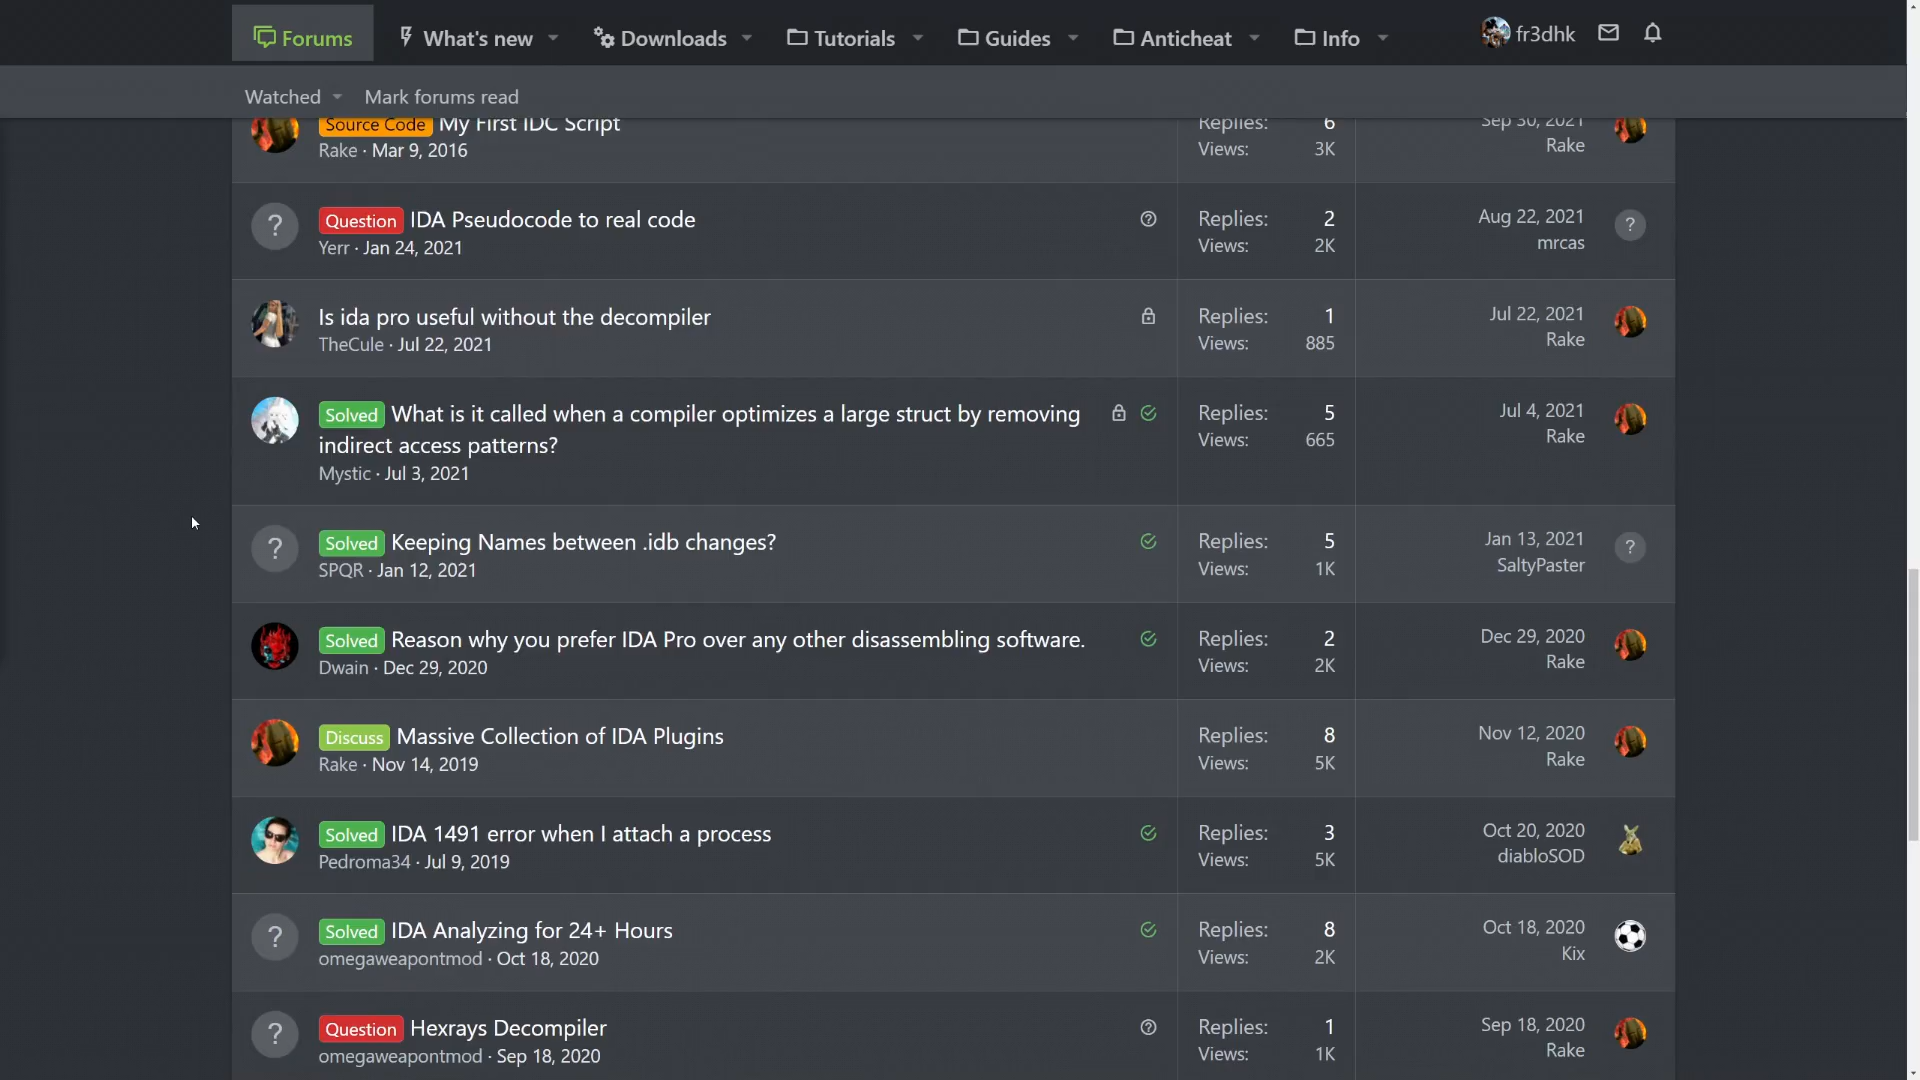 Forums What's new Downloads Tutorials Guides Anticheat Info fr3dhk
Watched Mark forums read
Source Code My First IDC Script Replies: 6 Sep 30, 2021
Rake · Mar 9, 2016 Views: 3K Rake
? Question IDA Pseudocode to real code Replies: 2 Aug 22, 2021 ?
Yerr · Jan 24, 2021 Views: 2K mrcas
Is ida pro useful without the decompiler Replies: 1 Jul 22, 2021
TheCule · Jul 22, 2021 Views: 885 Rake
Solved What is it called when a compiler optimizes a large struct by removing Replies: 5 Jul 4, 2021
indirect access patterns? Views: 665 Rake
Mystic · Jul 3, 2021
? Solved Keeping Names between .idb changes? Replies: 5 Jan 13, 2021 ?
SPQR · Jan 12, 2021 Views: 1K SaltyPaster
Solved Reason why you prefer IDA Pro over any other disassembling software. Replies: 2 Dec 29, 2020
Dwain · Dec 29, 2020 Views: 2K Rake
Discuss Massive Collection of IDA Plugins Replies: 8 Nov 12, 2020
Rake · Nov 14, 2019 Views: 5K Rake
Solved IDA 1491 error when I attach a process Replies: 3 Oct 20, 2020
Pedroma34 · Jul 9, 2019 Views: 5K diabloSOD
? Solved IDA Analyzing for 24+ Hours Replies: 8 Oct 18, 2020
omegaweapontmod · Oct 18, 2020 Views: 2K Kix
? Question Hexrays Decompiler Replies: 1 Sep 18, 2020
omegaweapontmod · Sep 18, 2020 Views: 1K Rake